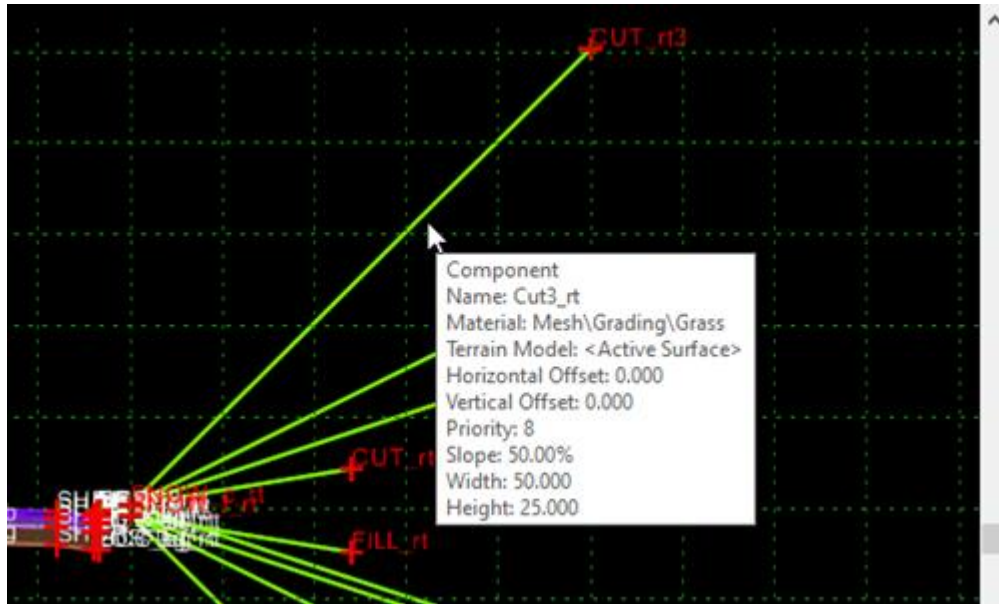 CUT_rt3
Component
Name: Cut3_rt
Material: Mesh\Grading\Grass
Terrain Model: <Active Surface>
Horizontal Offset: 0.000
Vertical Offset: 0.000
Priority: 8
Slope: 50.00%
Width: 50.000
Height: 25.000
CUT_rt
FILL_rt